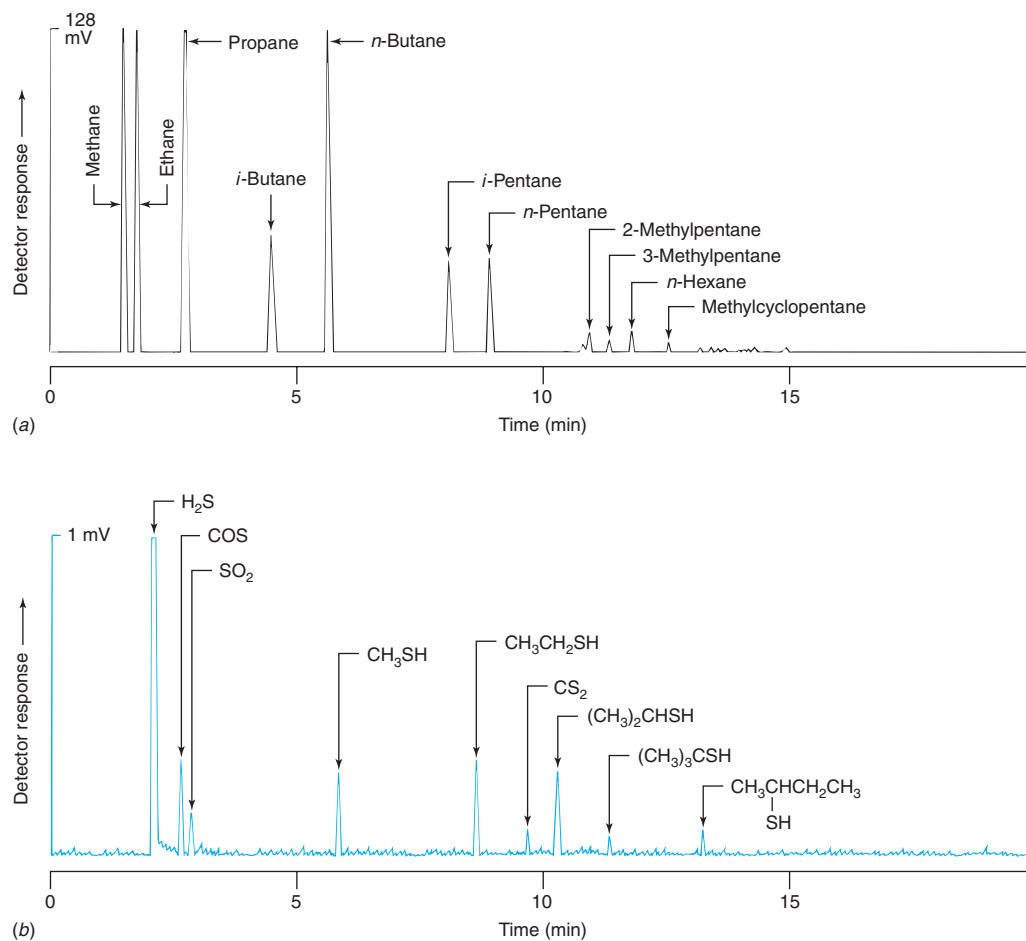 128
mV
Propane
n-Butane
Detector response
Methane
Ethane
i-Butane
i-Pentane
n-Pentane
2-Methylpentane
3-Methylpentane
n-Hexane
Methylcyclopentane
0
5
10
15
(a)
Time (min)
H₂S
1 mV
COS
SO₂
Detector response
CH₃SH
CH₃CH₂SH
CS₂
(CH₃)₂CHSH
(CH₃)₃CSH
CH₃CHCH₂CH₃
SH
0
5
10
15
(b)
Time (min)